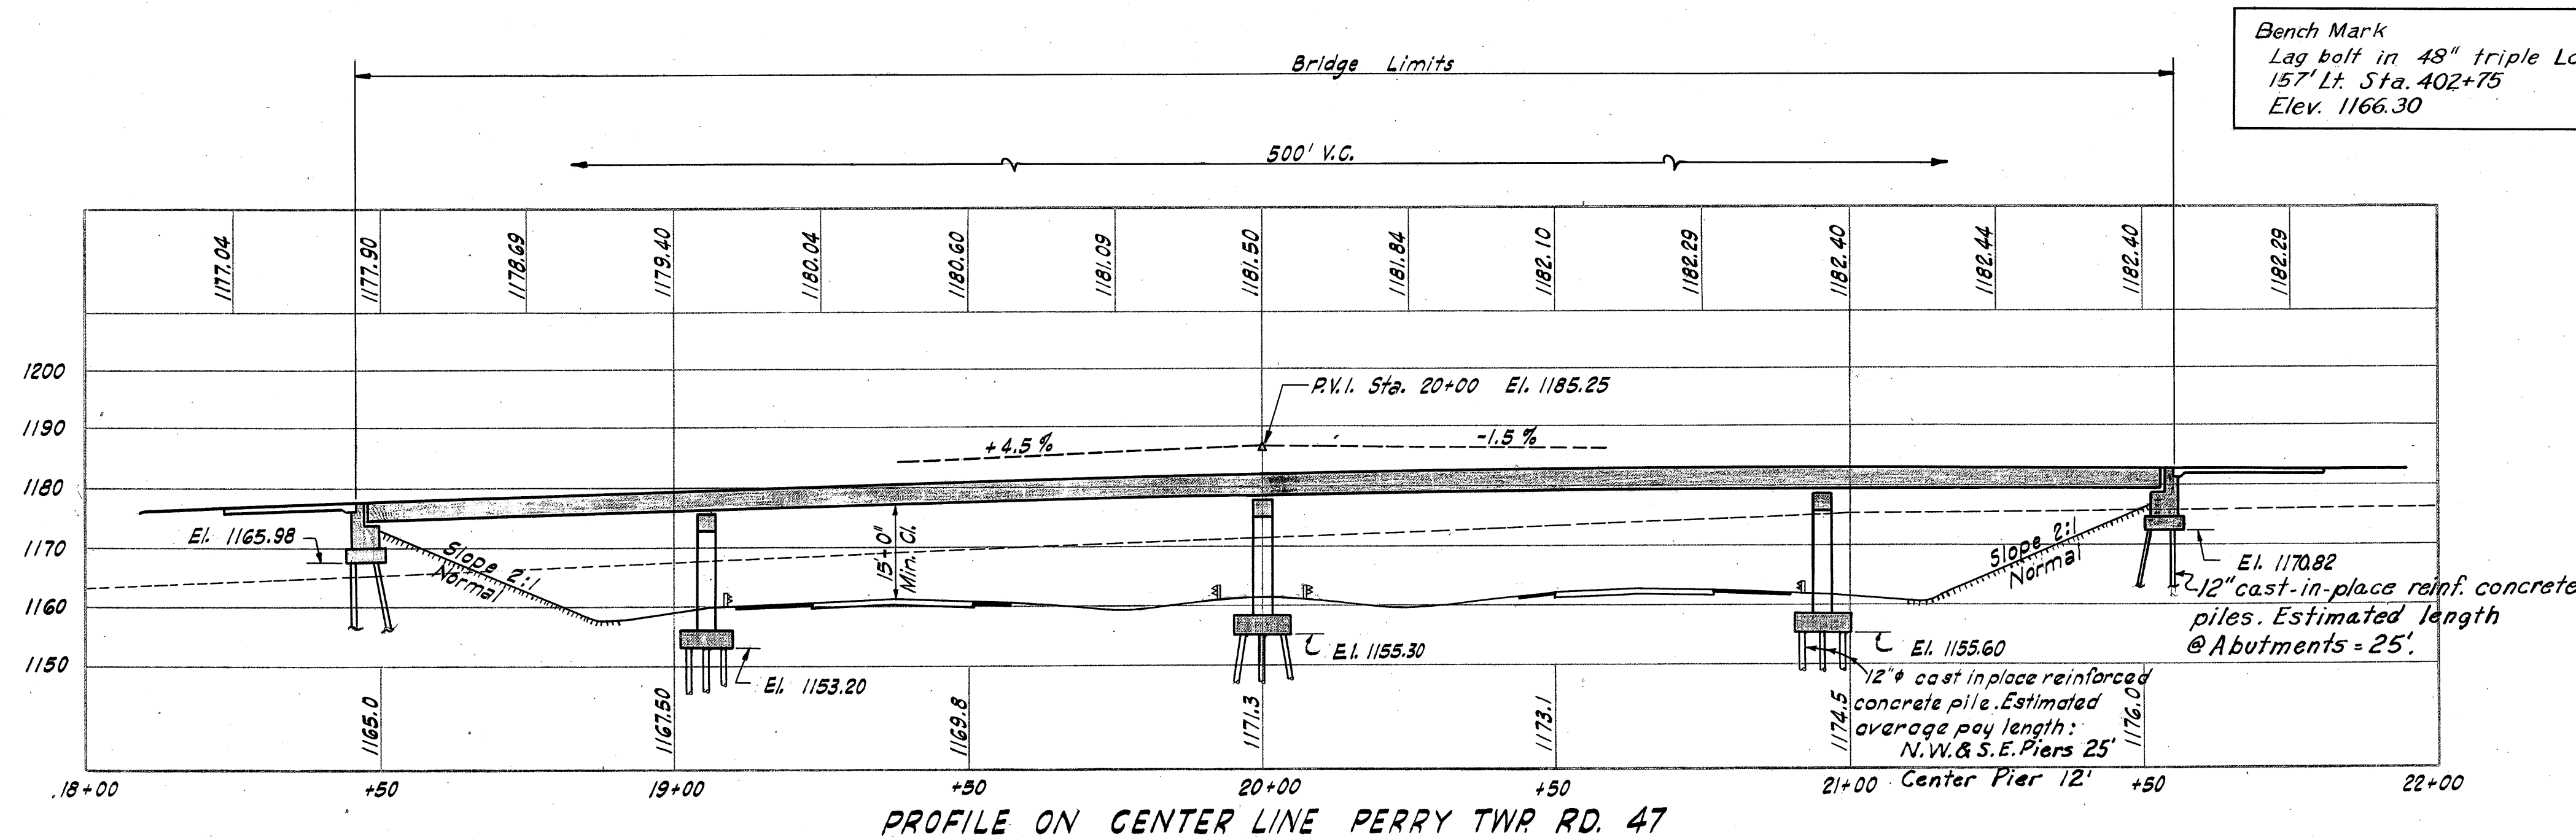 Bench Mark
Lag bolt in 48" triple Lo
157' Lt. Sta. 402+75
Elev. 1166.30
Bridge Limits
500' V.C.
1177.04
1177.90
1178.69
1179.40
1180.04
1180.60
1181.09
1181.50
1181.84
1182.10
1182.29
1182.40
1182.44
1182.40
1182.29
1200
1190
1180
1170
1160
1150
P.V.I. Sta. 20+00 El. 1185.25
+4.5%
-1.5%
El. 1165.98
Slope 2:1
Normal
15'-0"
Min. Cl.
Slope 2:1
Normal
El. 1170.82
12" cast-in-place reinf. concrete
piles. Estimated length
@ Abutments = 25'.
El. 1153.20
El. 1155.30
El. 1155.60
12"φ cast in place reinforced
concrete pile. Estimated
average pay length:
N.W. & S.E. Piers 25'
Center Pier 12'
1165.0
1167.50
1169.8
1171.3
1173.1
1174.5
1176.0
18+00
+50
19+00
+50
20+00
+50
21+00
+50
22+00
PROFILE ON CENTER LINE PERRY TWP. RD. 47